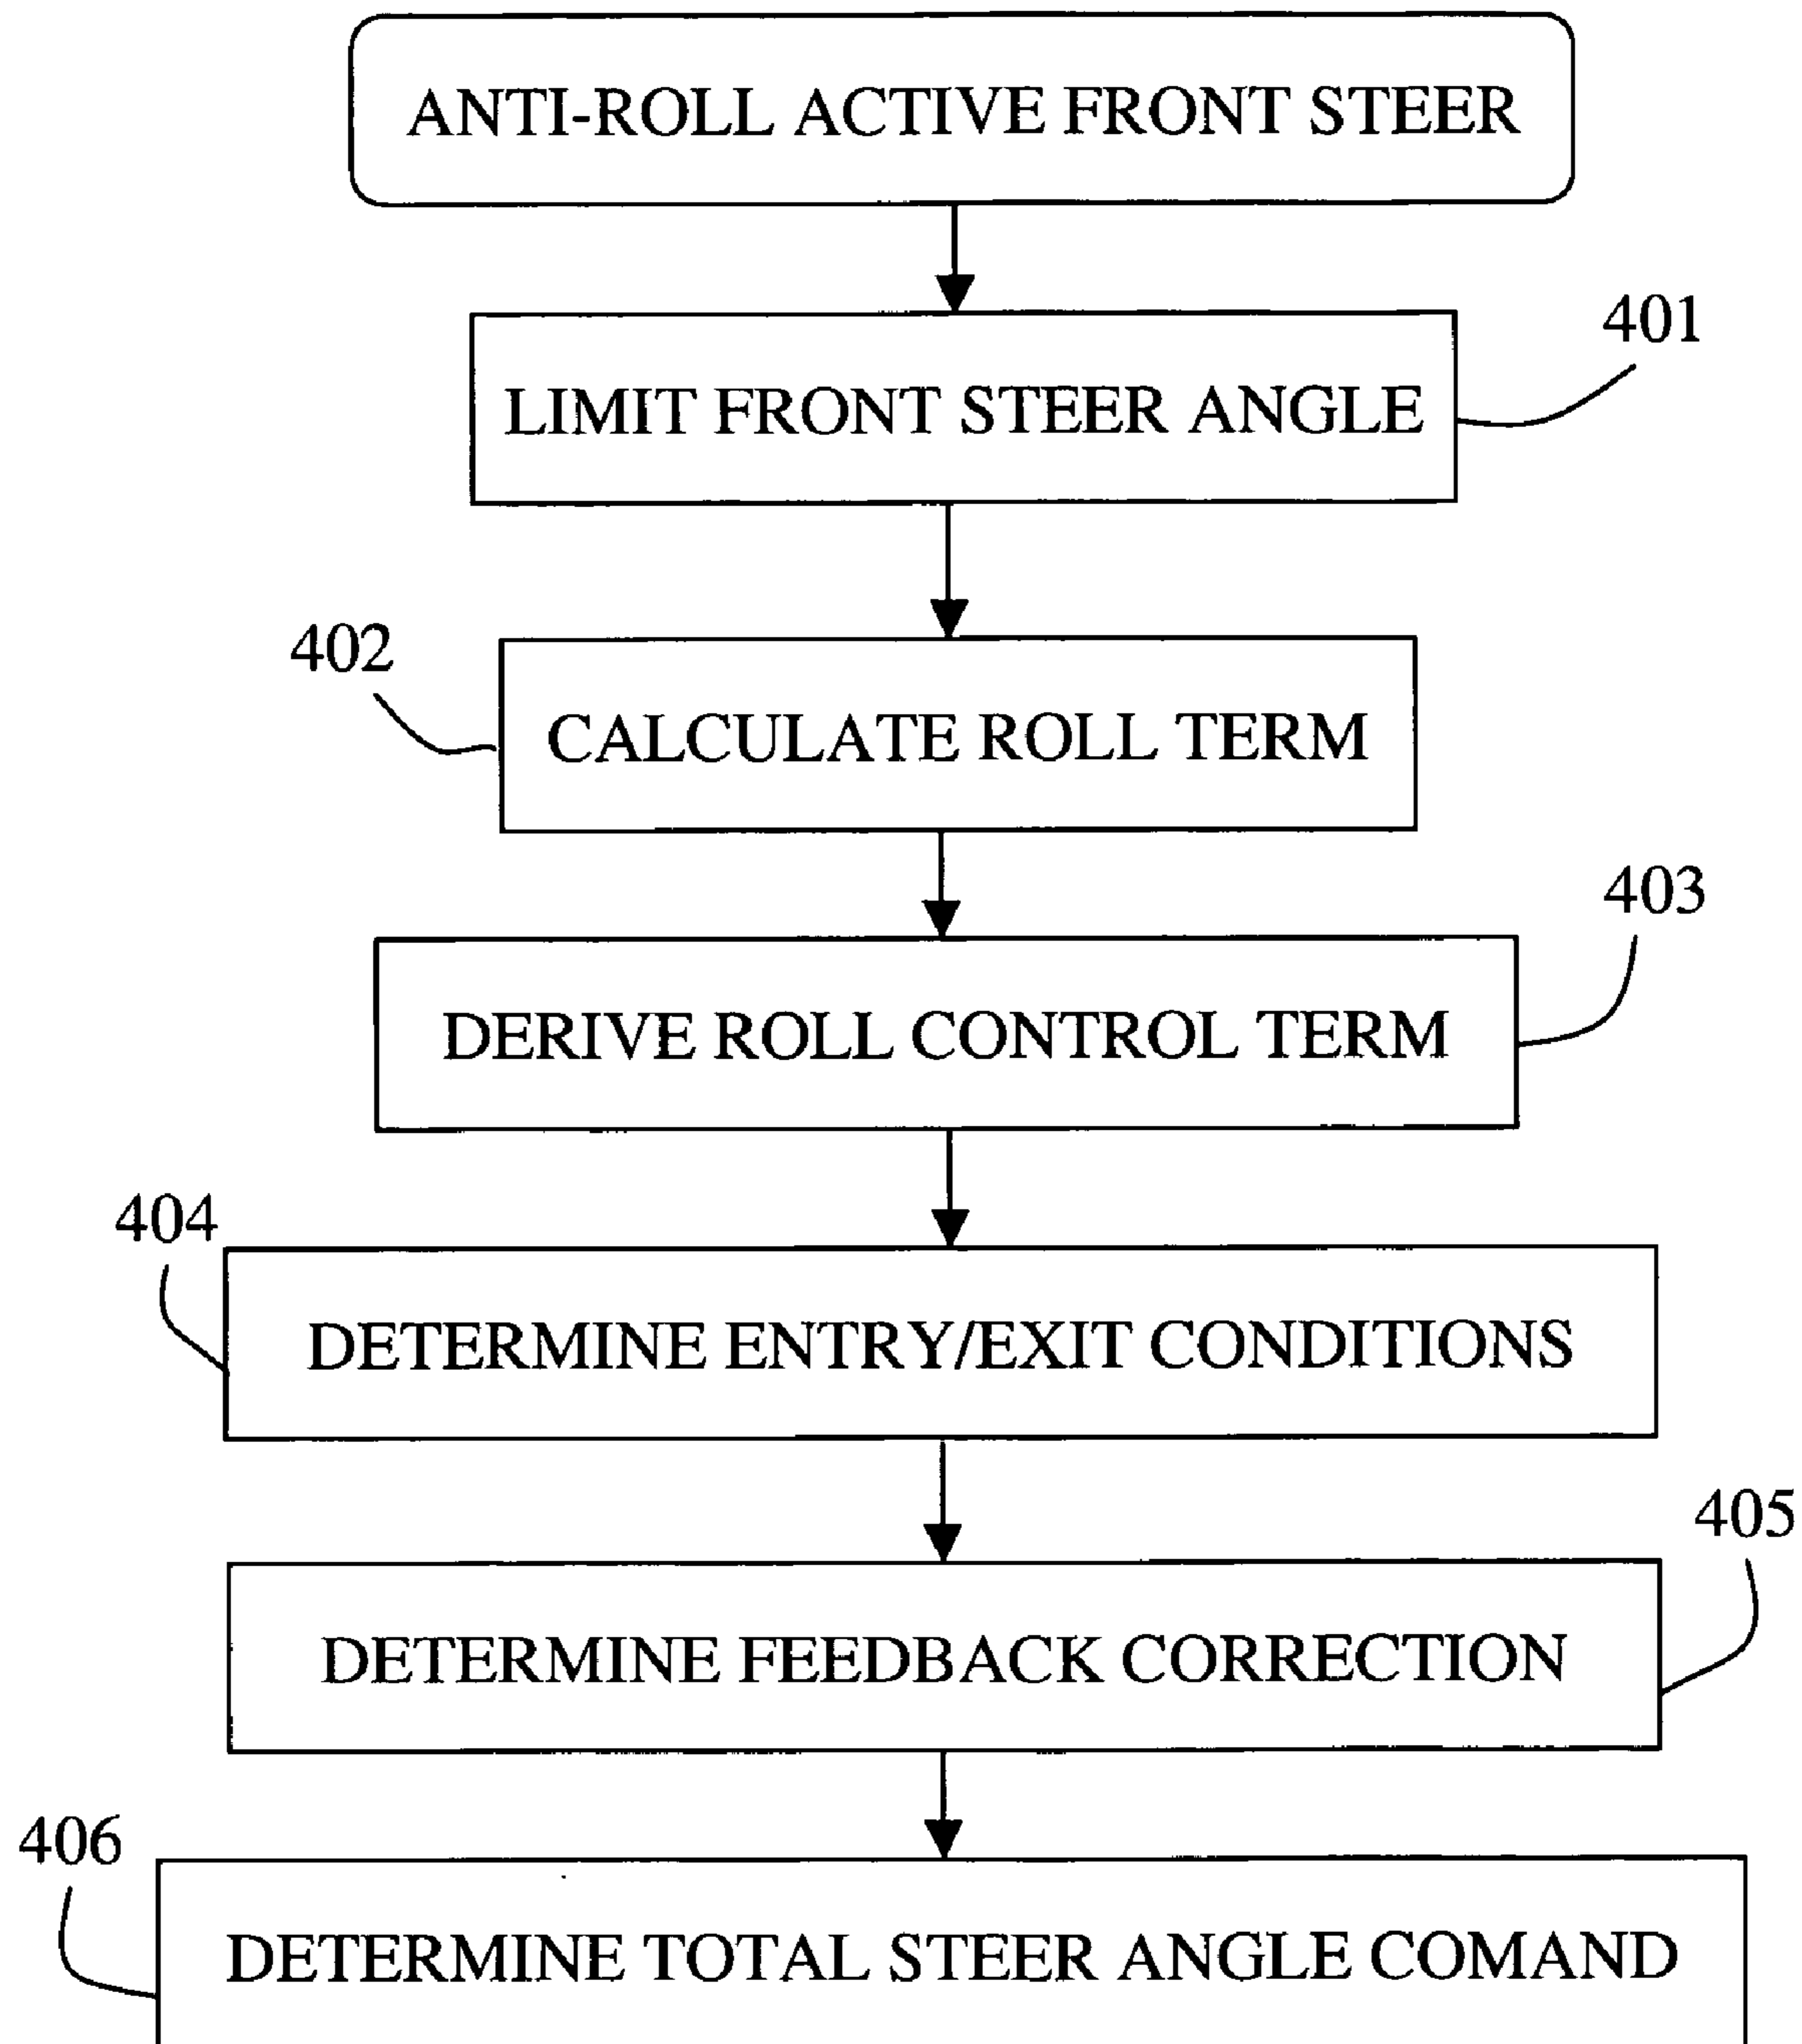 ANTI-ROLL ACTIVE FRONT STEER
401
LIMIT FRONT STEER ANGLE
402
CALCULATE ROLL TERM
403
DERIVE ROLL CONTROL TERM
404
DETERMINE ENTRY/EXIT CONDITIONS
405
DETERMINE FEEDBACK CORRECTION
406
DETERMINE TOTAL STEER ANGLE COMAND